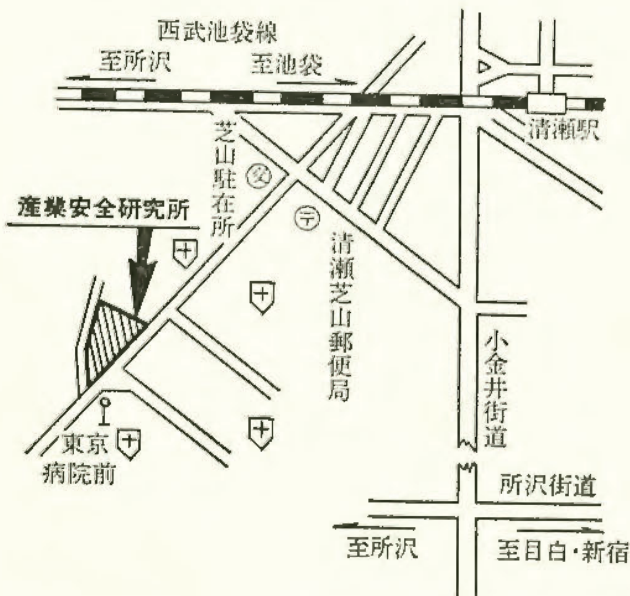 西武池袋線
至所沢
至池袋
清瀬駅
芝山駐在所
産業安全研究所
清瀬芝山郵便局
小金井街道
東京
病院前
所沢街道
至所沢
至目白・新宿